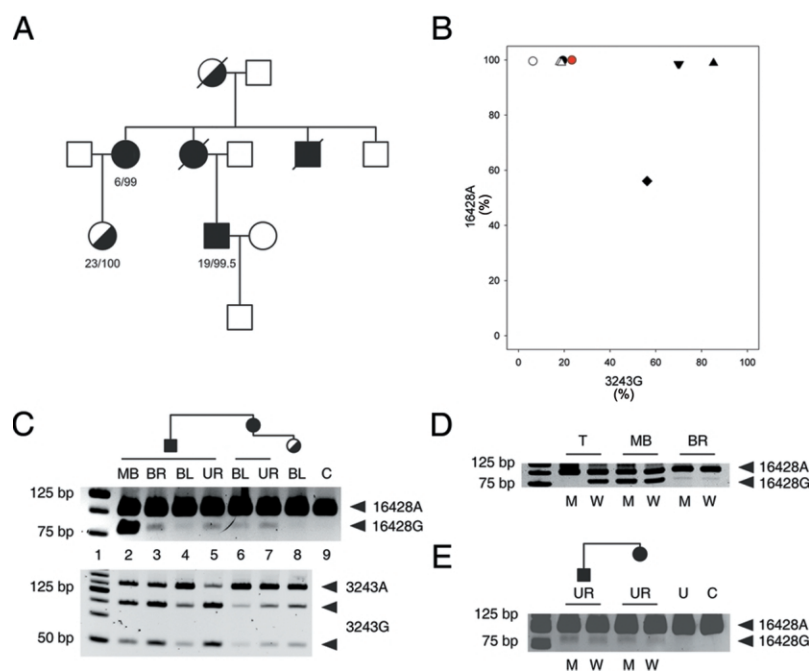 A
6/99
23/100
19/99.5
B
100
80
60
40
20
0
16428A
(%)
0 20 40 60 80 100
3243G
(%)
C
MB BR BL UR BL UR BL C
125 bp
16428A
16428G
75 bp
1 2 3 4 5 6 7 8 9
125 bp
3243A
3243G
50 bp
D
T MB BR
125 bp
16428A
75 bp
16428G
M W M W M W
E
UR UR U C
125 bp
16428A
75 bp
16428G
M W M W